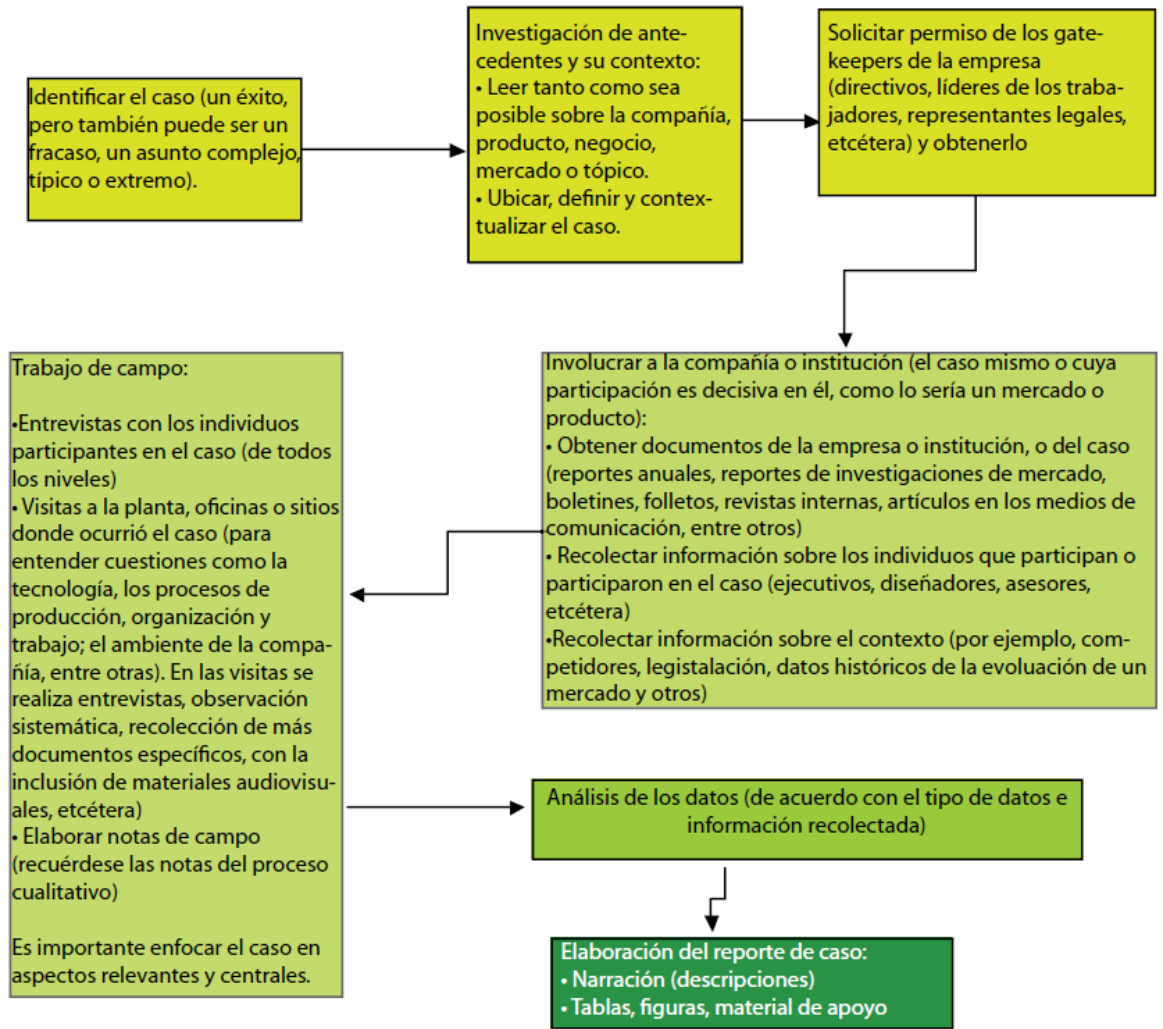 Identificar el caso (un éxito,
pero también puede ser un
fracaso, un asunto complejo,
típico o extremo).
Investigación de ante-
cedentes y su contexto:
• Leer tanto como sea
posible sobre la compañía,
producto, negocio,
mercado o tópico.
• Ubicar, definir y contex-
tualizar el caso.
Solicitar permiso de los gate-
keepers de la empresa
(directivos, líderes de los traba-
jadores, representantes legales,
etcétera) y obtenerlo
Involucrar a la compañía o institución (el caso mismo o cuya
participación es decisiva en él, como lo sería un mercado o
producto):
• Obtener documentos de la empresa o institución, o del caso
(reportes anuales, reportes de investigaciones de mercado,
boletines, folletos, revistas internas, artículos en los medios de
comunicación, entre otros)
• Recolectar información sobre los individuos que participan o
participaron en el caso (ejecutivos, diseñadores, asesores,
etcétera)
•Recolectar información sobre el contexto (por ejemplo, com-
petidores, legistalación, datos históricos de la evoluación de un
mercado y otros)
Trabajo de campo:
•Entrevistas con los individuos
participantes en el caso (de todos
los niveles)
• Visitas a la planta, oficinas o sitios
donde ocurrió el caso (para
entender cuestiones como la
tecnología, los procesos de
producción, organización y
trabajo; el ambiente de la compa-
ñía, entre otras). En las visitas se
realiza entrevistas, observación
sistemática, recolección de más
documentos específicos, con la
inclusión de materiales audiovisu-
ales, etcétera)
• Elaborar notas de campo
(recuérdese las notas del proceso
cualitativo)
Es importante enfocar el caso en
aspectos relevantes y centrales.
Análisis de los datos (de acuerdo con el tipo de datos e
información recolectada)
Elaboración del reporte de caso:
• Narración (descripciones)
• Tablas, figuras, material de apoyo